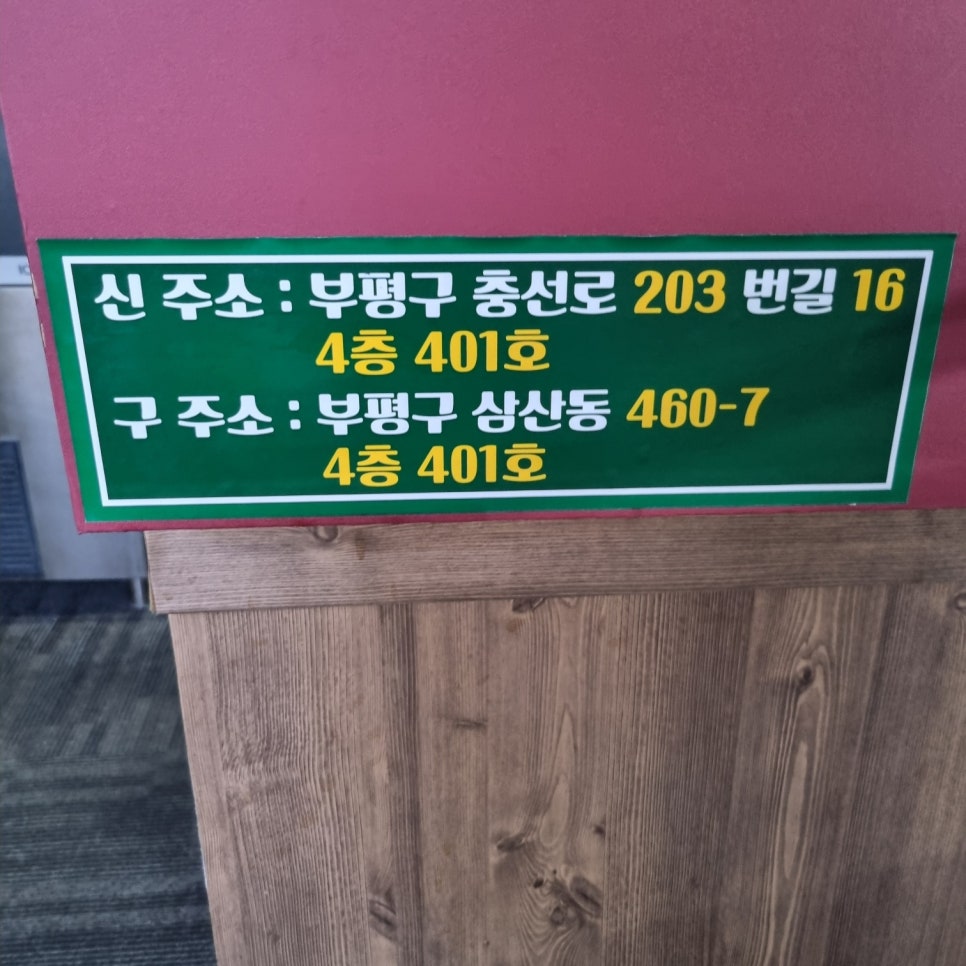 신 주소 : 부평구 충선로 203 번길 16
4층 401호
구 주소 : 부평구 삼산동 460-7
4층 401호